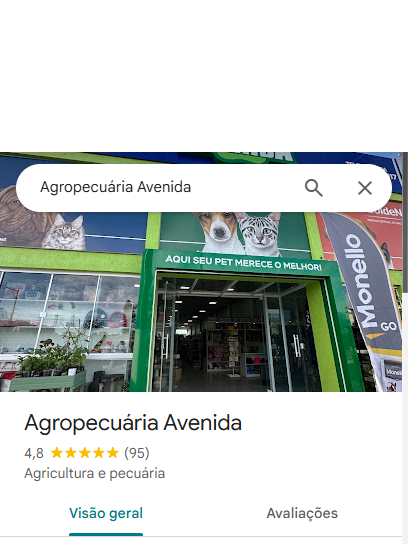 Agropecuária Avenida
AQUI SEU PET MERECE O MELHOR!
Monello
GO
Monello
Agropecuária Avenida
4,8 (95)
Agricultura e pecuária
Visão geral
Avaliações